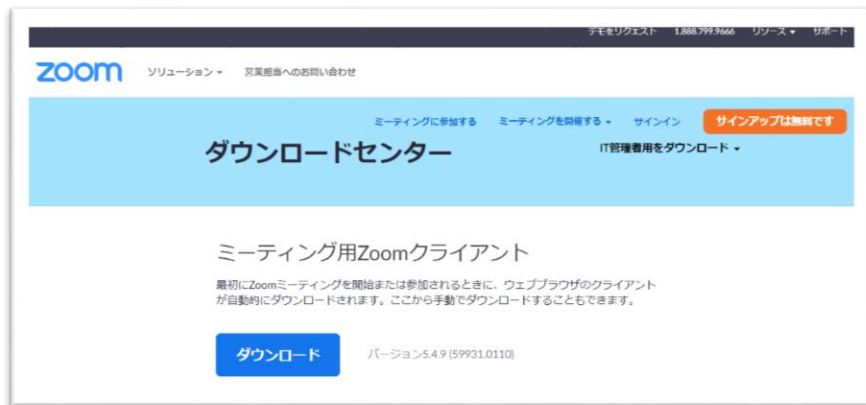 デモをリクエスト 1.888.799.9666 リソース サポート
zoom ソリューション 営業担当へのお問い合わせ
ミーティングに参加する ミーティングを開催する サインイン サインアップは無料です
ダウンロードセンター IT管理者用をダウンロード
ミーティング用Zoomクライアント
最初にZoomミーティングを開始または参加されるときに、ウェブブラウザのクライアント
が自動的にダウンロードされます。ここから手動でダウンロードすることもできます。
ダウンロード バージョン5.4.9 (59931.0110)